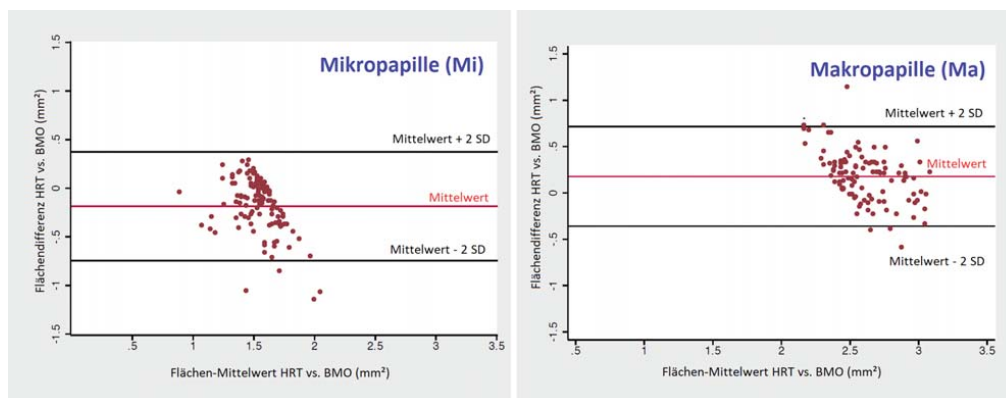 Mikropapille (Mi)
Flächendifferenz HRT vs. BMO (mm²)
1.5
1
.5
0
-.5
-1
-1.5
Mittelwert + 2 SD
Mittelwert
Mittelwert - 2 SD
.5
1
1.5
2
2.5
3
3.5
Flächen-Mittelwert HRT vs. BMO (mm²)
Makropapille (Ma)
Flächendifferenz HRT vs. BMO (mm²)
1.5
1
.5
0
-.5
-1
-1.5
Mittelwert + 2 SD
Mittelwert
Mittelwert - 2 SD
.5
1
1.5
2
2.5
3
3.5
Flächen-Mittelwert HRT vs. BMO (mm²)